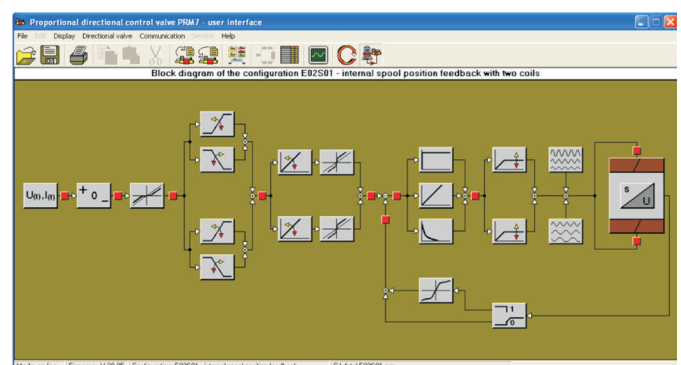 Proportional directional control valve PRM7 - user interface
File Edit Display Directional valve Communication Service Help
Block diagram of the configuration E02S01 - internal spool position feedback with two coils
U(t),I(t)
+ 0 -
S
U
1
0